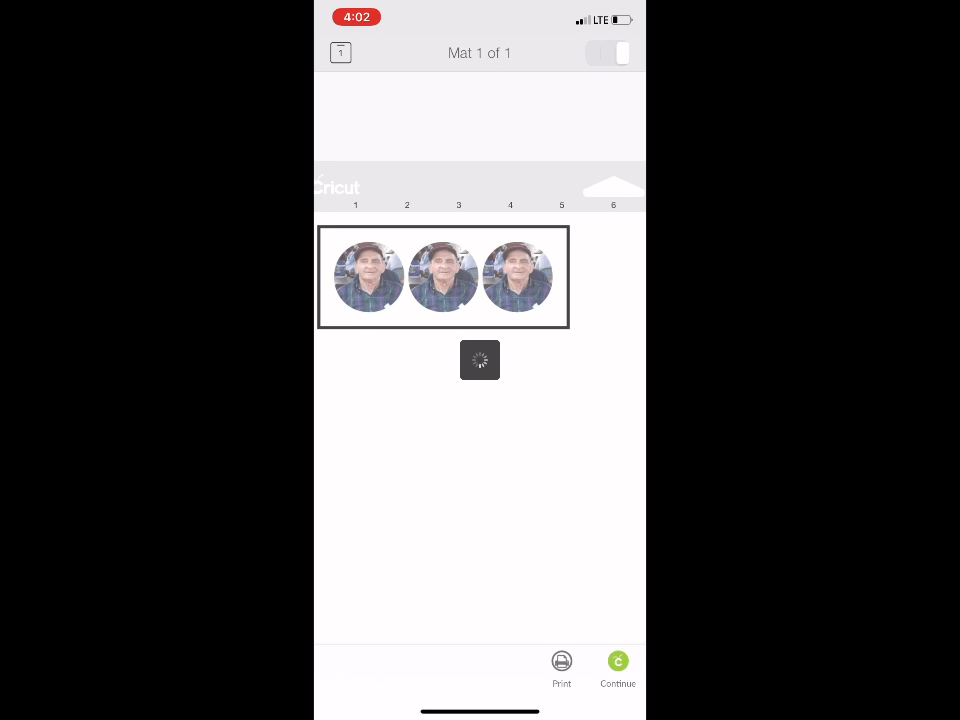 4:02
LTE
1
Mat 1 of 1
Cricut
1 2 3 4 5 6
C
Print
Continue